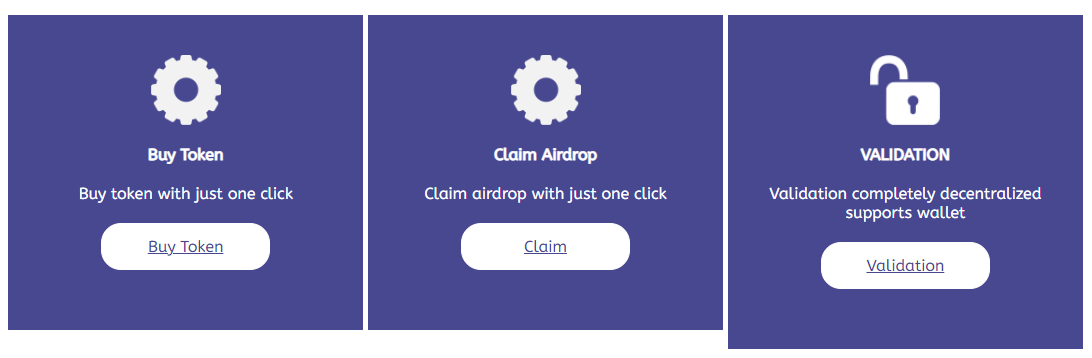 Buy Token
Buy token with just one click
Buy Token
Claim Airdrop
Claim airdrop with just one click
Claim
VALIDATION
Validation completely decentralized
supports wallet
Validation